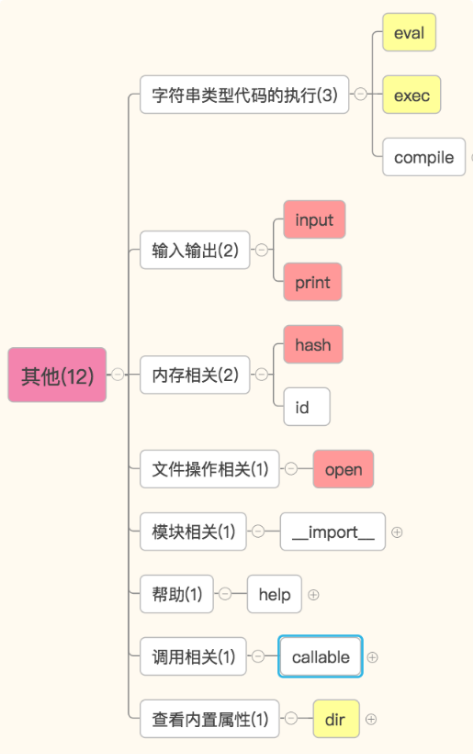 其他(12)
字符串类型代码的执行(3)
eval
exec
compile
输入输出(2)
input
print
内存相关(2)
hash
id
文件操作相关(1)
open
模块相关(1)
__import__
帮助(1)
help
调用相关(1)
callable
查看内置属性(1)
dir